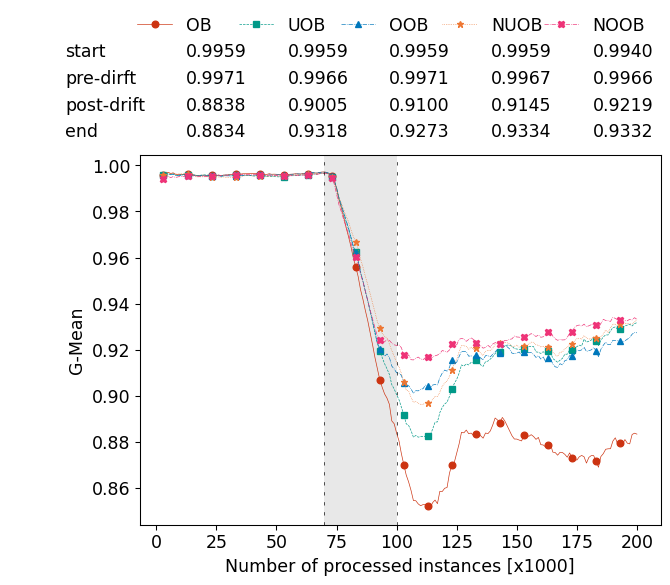 OB UOB OOB NUOB NOOB
start 0.9959 0.9959 0.9959 0.9959 0.9940
pre-dirft 0.9971 0.9966 0.9971 0.9967 0.9966
post-drift 0.8838 0.9005 0.9100 0.9145 0.9219
end 0.8834 0.9318 0.9273 0.9334 0.9332
1.00
0.98
0.96
0.94
0.92
0.90
0.88
0.86
G-Mean
0 25 50 75 100 125 150 175 200
Number of processed instances [x1000]